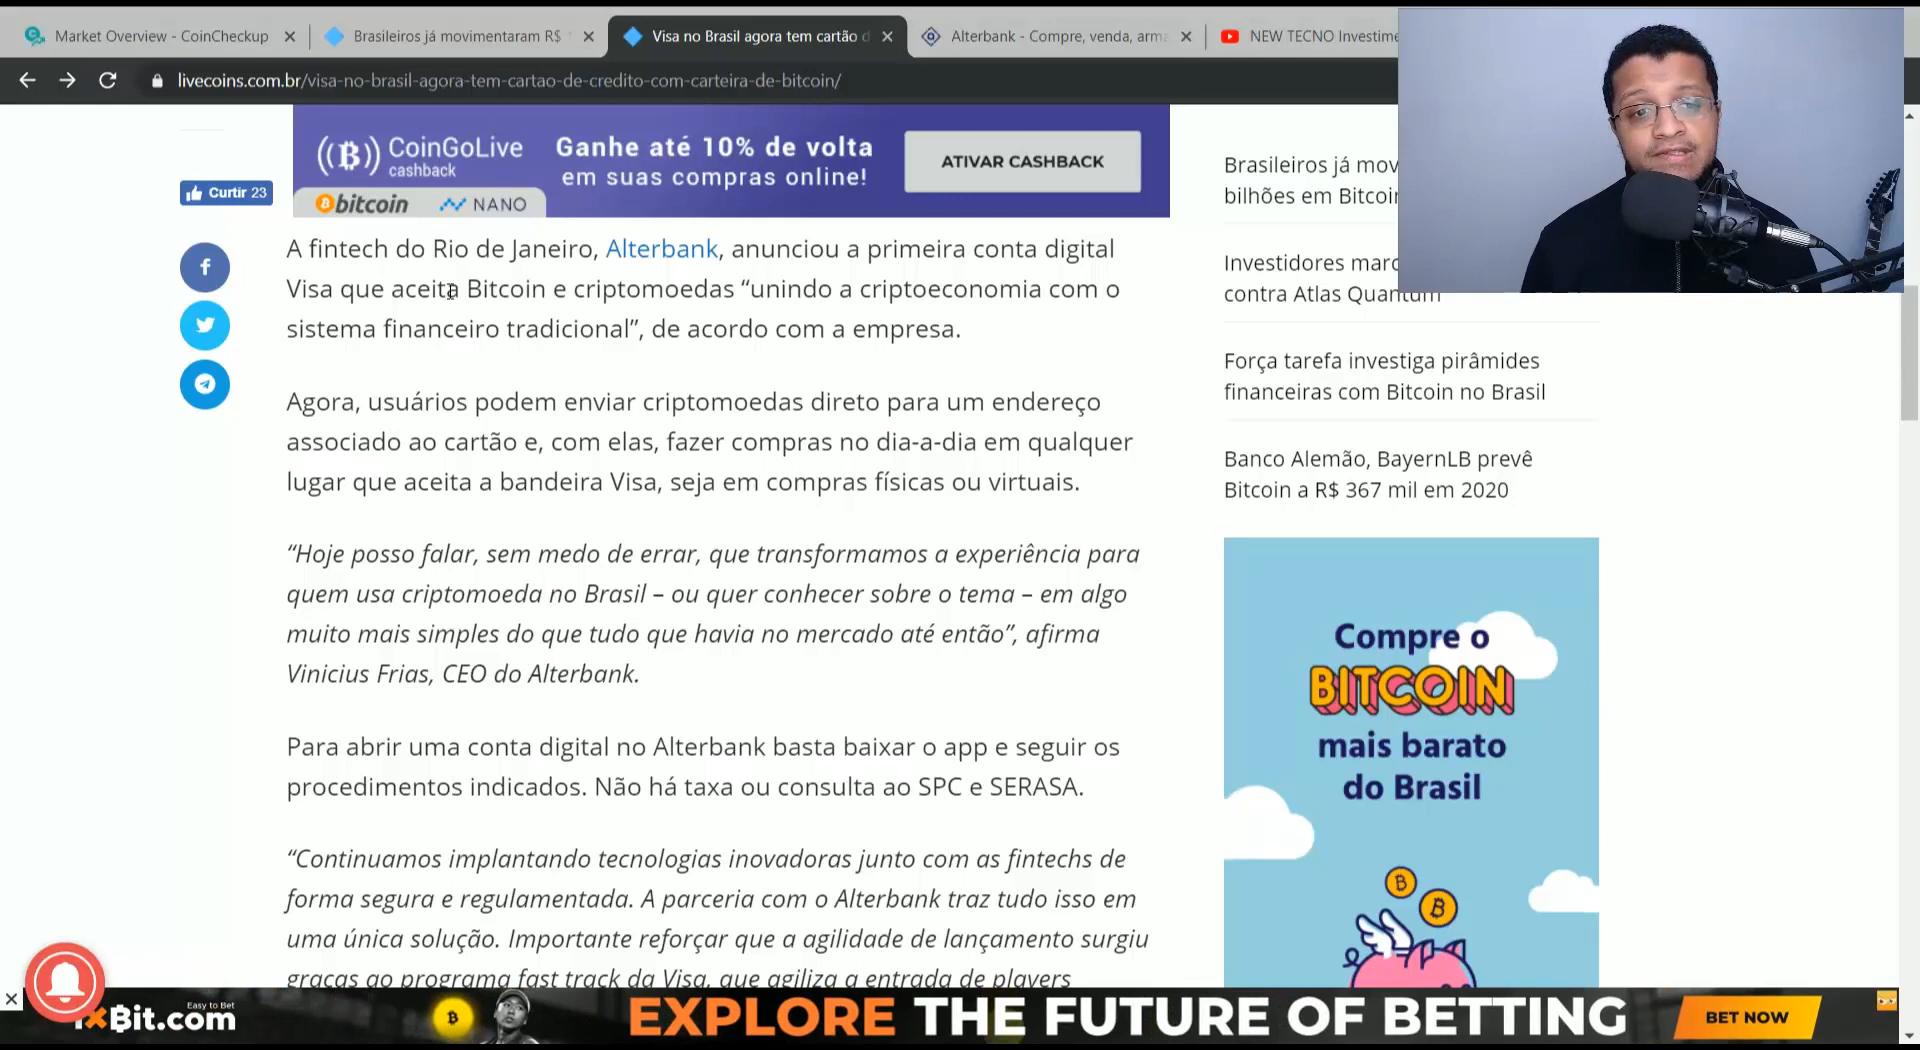 Market Overview - CoinCheckup
Brasileiros já movimentaram R$
Visa no Brasil agora tem cartão d
Alterbank - Compre, venda, arma
NEW TECNO Investime
livecoins.com.br/visa-no-brasil-agora-tem-cartao-de-credito-com-carteira-de-bitcoin/
CoinGoLive
cashback
Ganhe até 10% de volta
em suas compras online!
ATIVAR CASHBACK
bitcoin
NANO
Curtir 23
A fintech do Rio de Janeiro, Alterbank, anunciou a primeira conta digital
Visa que aceita Bitcoin e criptomoedas “unindo a criptoeconomia com o
sistema financeiro tradicional”, de acordo com a empresa.
Agora, usuários podem enviar criptomoedas direto para um endereço
associado ao cartão e, com elas, fazer compras no dia-a-dia em qualquer
lugar que aceita a bandeira Visa, seja em compras físicas ou virtuais.
“Hoje posso falar, sem medo de errar, que transformamos a experiência para
quem usa criptomoeda no Brasil – ou quer conhecer sobre o tema – em algo
muito mais simples do que tudo que havia no mercado até então”, afirma
Vinicius Frias, CEO do Alterbank.
Para abrir uma conta digital no Alterbank basta baixar o app e seguir os
procedimentos indicados. Não há taxa ou consulta ao SPC e SERASA.
“Continuamos implantando tecnologias inovadoras junto com as fintechs de
forma segura e regulamentada. A parceria com o Alterbank traz tudo isso em
uma única solução. Importante reforçar que a agilidade de lançamento surgiu
graças ao programa fast track da Visa, que agiliza a entrada de players
Brasileiros já mov
bilhões em Bitcoin
Investidores marc
contra Atlas Quantum
Força tarefa investiga pirâmides
financeiras com Bitcoin no Brasil
Banco Alemão, BayernLB prevê
Bitcoin a R$ 367 mil em 2020
Compre o
BITCOIN
mais barato
do Brasil
Easy to Bet
1xBit.com
EXPLORE THE FUTURE OF BETTING
BET NOW